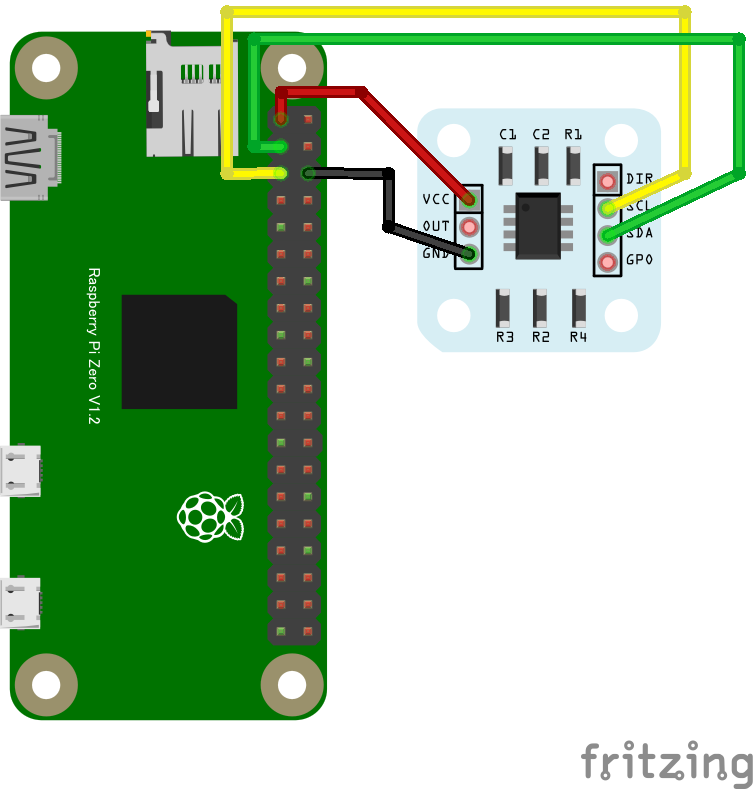 Raspberry Pi Zero V1.2
C1 C2 R1
VCC
OUT
GND
DIR
SCL
SDA
GPO
R3 R2 R4
fritzing